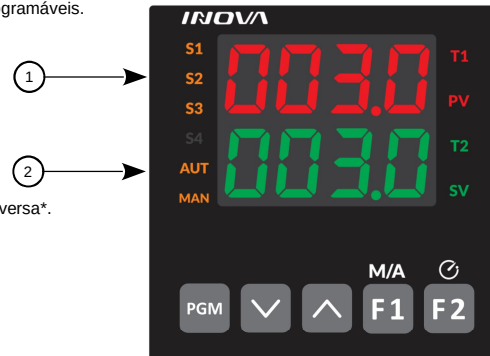 gramáveis.
INOVA
S1
T1
003.0
1
S2
PV
S3
S4
T2
003.0
2
AUT
SV
MAN
versa*.
M/A
PGM
F1
F2